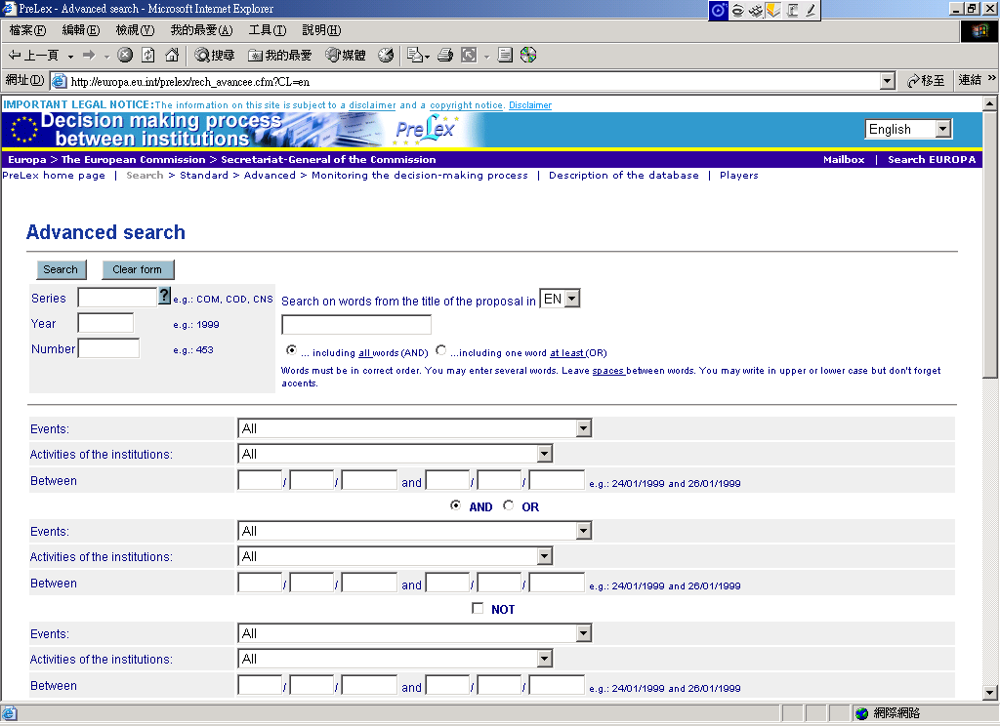 PreLex - Advanced search - Microsoft Internet Explorer
檔案(F) 編輯(E) 檢視(V) 我的最愛(A) 工具(T) 說明(H)
上一頁 搜尋 我的最愛 媒體
網址(D) http://europa.eu.int/prelex/rech_avancee.cfm?CL=en 移至 連結 »
IMPORTANT LEGAL NOTICE: The information on this site is subject to a disclaimer and a copyright notice. Disclaimer
Decision making process
between institutions
PreLex
English
Europa > The European Commission > Secretariat-General of the Commission Mailbox | Search EUROPA
PreLex home page | Search > Standard > Advanced > Monitoring the decision-making process | Description of the database | Players
Advanced search
Search Clear form
Series ? e.g.: COM, COD, CNS
Year e.g.: 1999
Number e.g.: 453
Search on words from the title of the proposal in EN
... including all words (AND) ...including one word at least (OR)
Words must be in correct order. You may enter several words. Leave spaces between words. You may write in upper or lower case but don't forget
accents.
Events: All
Activities of the institutions: All
Between / / and / / e.g.: 24/01/1999 and 26/01/1999
AND OR
Events: All
Activities of the institutions: All
Between / / and / / e.g.: 24/01/1999 and 26/01/1999
NOT
Events: All
Activities of the institutions: All
Between / / and / / e.g.: 24/01/1999 and 26/01/1999
網際網路